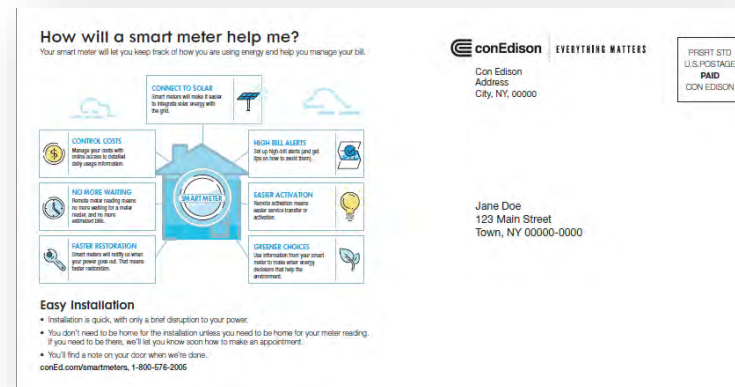 How will a smart meter help me?
Your smart meter will let you keep track of how you are using energy and help you manage your bill.
CONNECT TO SOLAR
Smart meters will make it easier
to integrate solar energy with
the grid.
CONTROL COSTS
Manage your costs with
online access to detailed
daily usage information.
HIGH BILL ALERTS
Set up high-bill alerts (and get
tips on how to avoid them).
NO MORE WAITING
Remote meter reading means
no more waiting for a meter
reader, and no more
estimated bills.
SMART METER
EASIER ACTIVATION
Remote activation means
easier service transfer or
activation.
FASTER RESTORATION
Smart meters will notify us when
your power goes out. That means
faster restoration.
GREENER CHOICES
Use information from your smart
meter to make wiser energy
decisions that help the
environment.
Easy Installation
• Installation is quick, with only a brief disruption to your power.
• You don't need to be home for the installation unless you need to be home for your meter reading.
If you need to be there, we'll let you know soon how to make an appointment.
• You'll find a note on your door when we're done.
conEd.com/smartmeters, 1-800-576-2005
conEdison EVERYTHING MATTERS
Con Edison
Address
City, NY, 00000
PRSRT STD
U.S.POSTAGE
PAID
CON EDISON
Jane Doe
123 Main Street
Town, NY 00000-0000